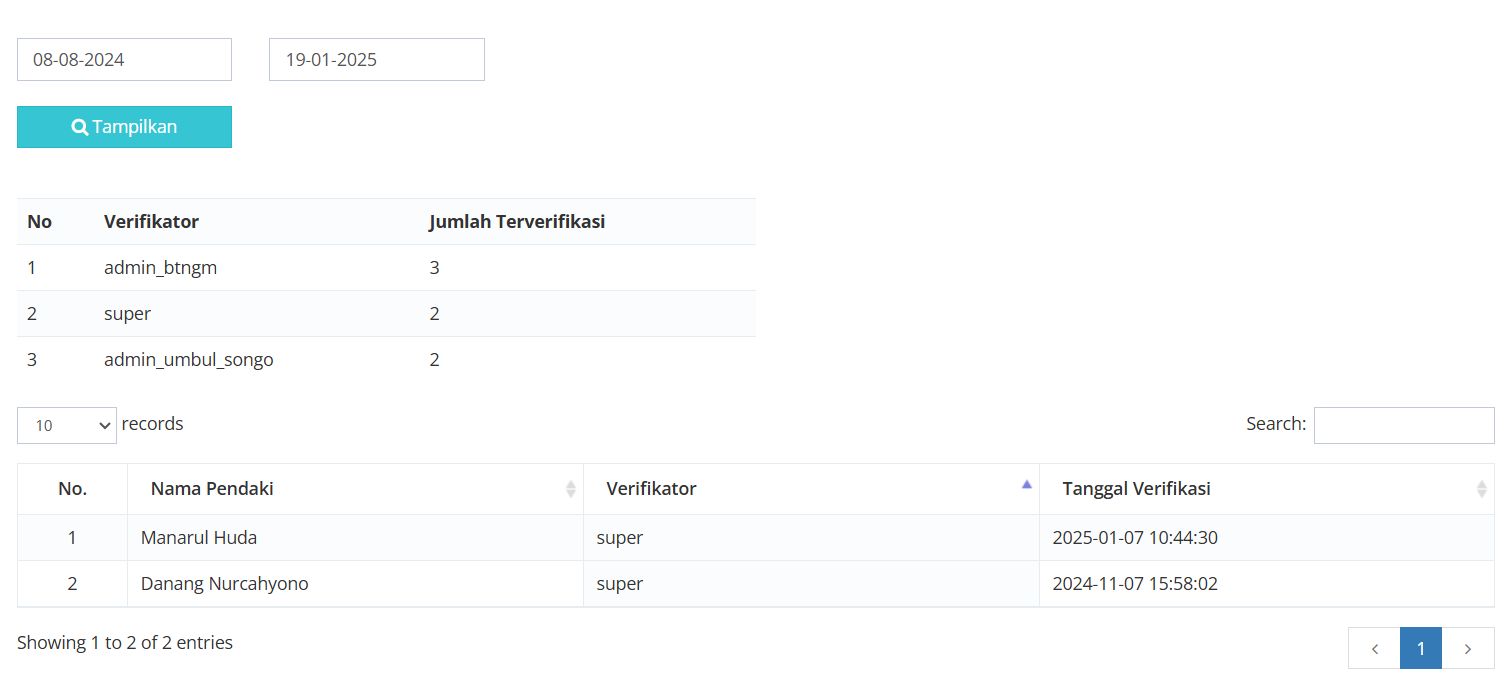 08-08-2024 19-01-2025
Tampilkan
No Verifikator Jumlah Terverifikasi
1 admin_btngm 3
2 super 2
3 admin_umbul_songo 2
10 records Search:
No. Nama Pendaki Verifikator Tanggal Verifikasi
1 Manarul Huda super 2025-01-07 10:44:30
2 Danang Nurcahyono super 2024-11-07 15:58:02
Showing 1 to 2 of 2 entries
1